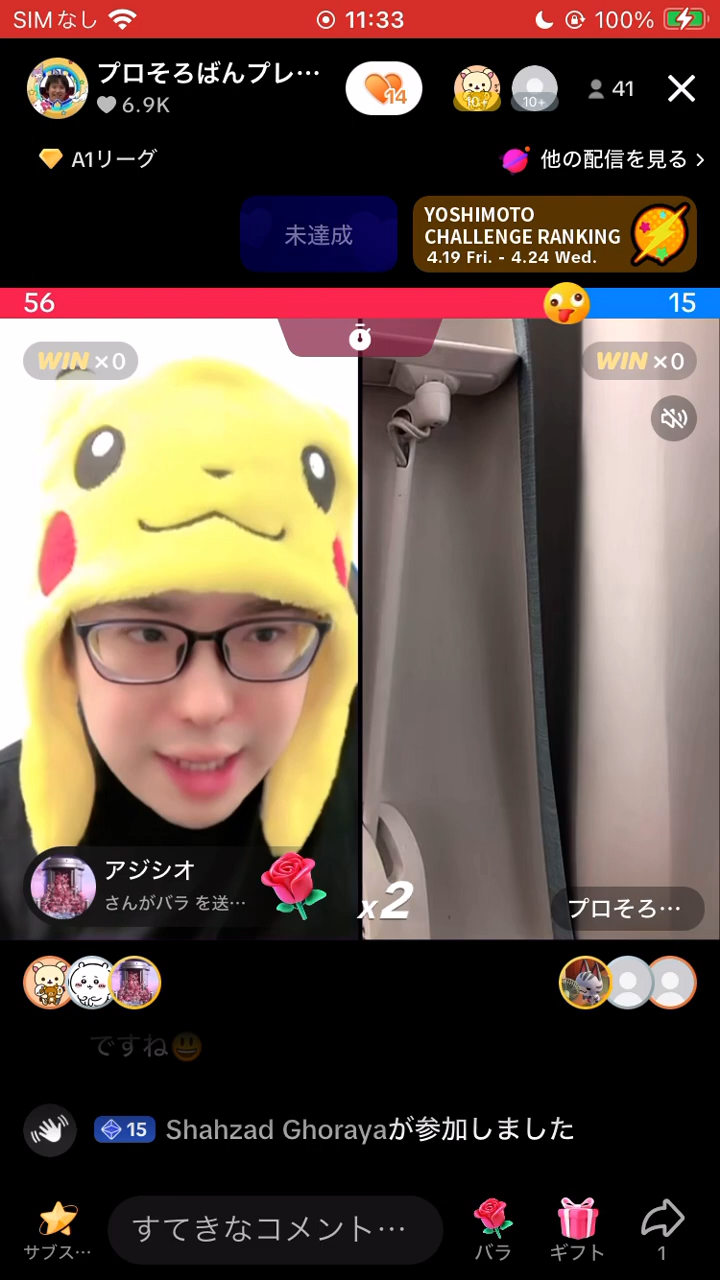 SIMなし 11:33 100%
プロそろばんプレ…
6.9K
14
10+
10+
41
A1リーグ
他の配信を見る
未達成
YOSHIMOTO
CHALLENGE RANKING
4.19 Fri. - 4.24 Wed.
56
15
WIN ×0
WIN ×0
アジシオ
さんがバラ を送…
x2
プロそろ…
ですね
15 Shahzad Ghorayaが参加しました
すてきなコメント…
サブス…
バラ
ギフト
1